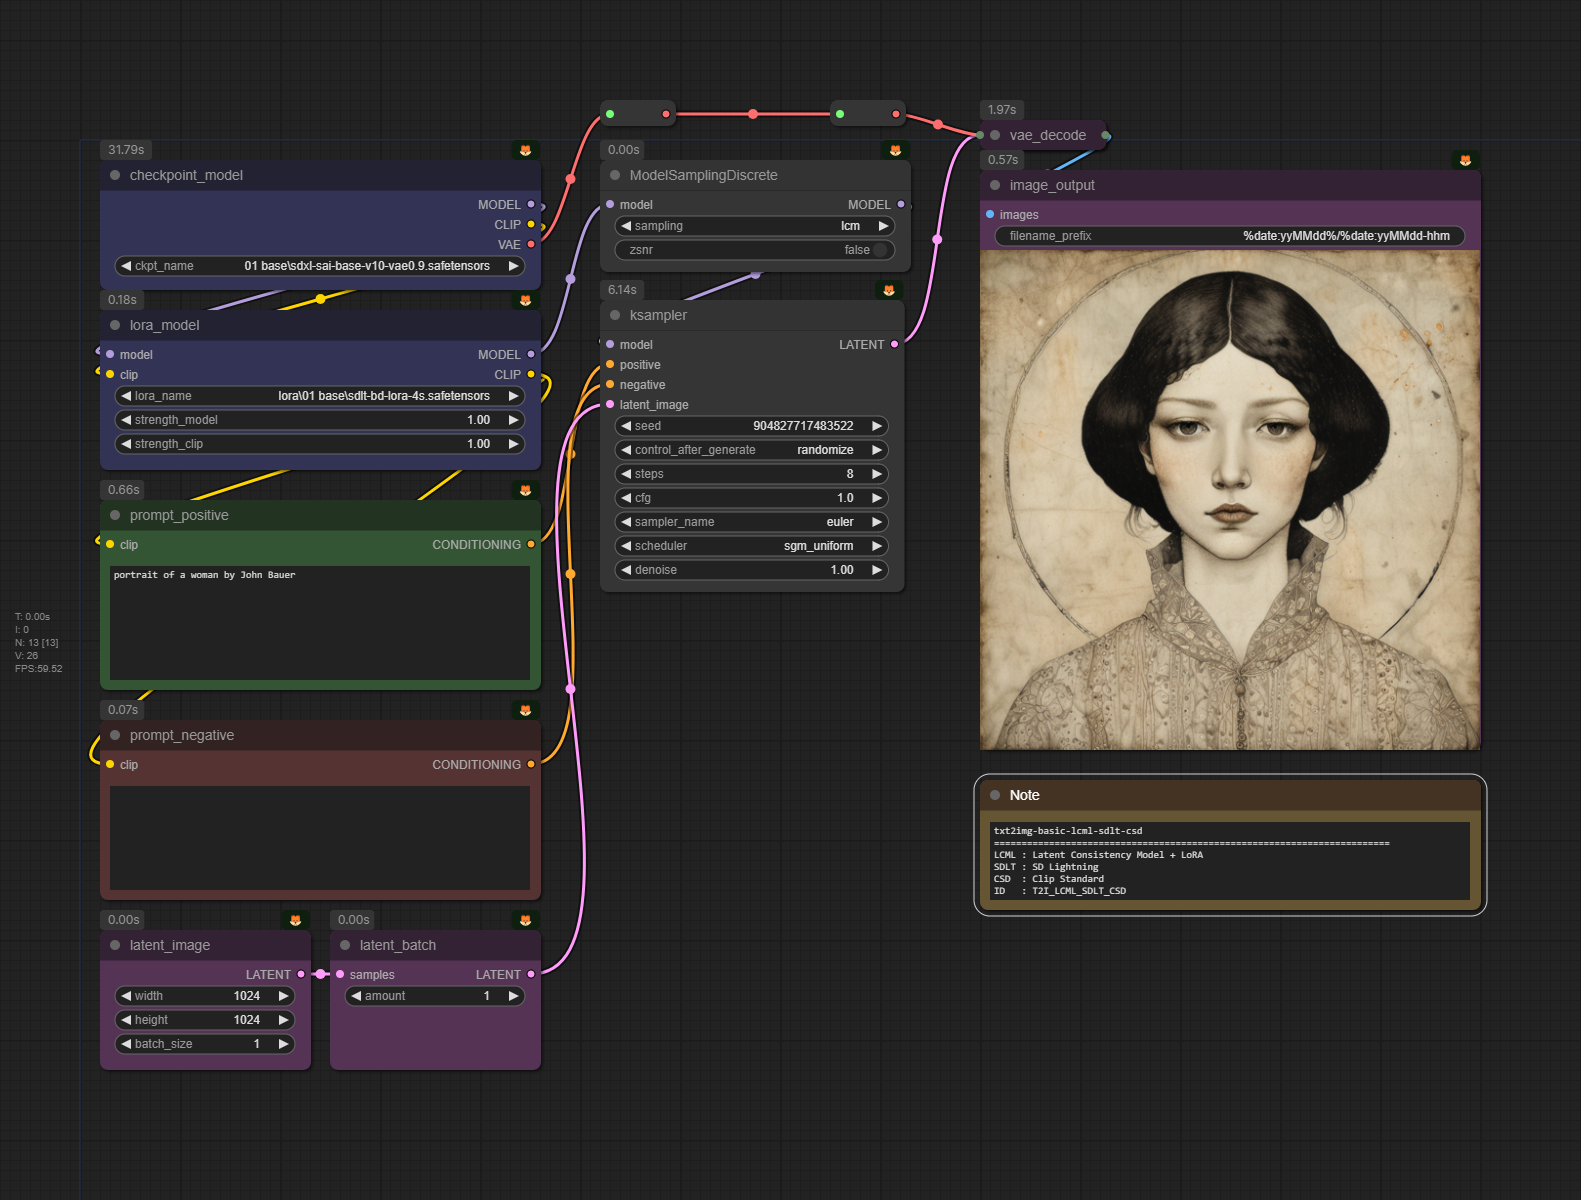 31.79s
checkpoint_model
MODEL
CLIP
VAE
ckpt_name 01 base\sdxl-sai-base-v10-vae0.9.safetensors
0.18s
lora_model
model MODEL
clip CLIP
lora_name lora\01 base\sdlt-bd-lora-4s.safetensors
strength_model 1.00
strength_clip 1.00
0.66s
prompt_positive
clip CONDITIONING
portrait of a woman by John Bauer
T: 0.00s
I: 0
N: 13 [13]
V: 26
FPS:59.52
0.07s
prompt_negative
clip CONDITIONING
0.00s
latent_image
LATENT
width 1024
height 1024
batch_size 1
0.00s
latent_batch
samples LATENT
amount 1
0.00s
ModelSamplingDiscrete
model MODEL
sampling lcm
zsnr false
6.14s
ksampler
model LATENT
positive
negative
latent_image
seed 904827717483522
control_after_generate randomize
steps 8
cfg 1.0
sampler_name euler
scheduler sgm_uniform
denoise 1.00
1.97s
vae_decode
0.57s
image_output
images
filename_prefix %date:yyMMdd%/%date:yyMMdd-hhm
Note
txt2img-basic-lcml-sdlt-csd
========================================================================
LCML : Latent Consistency Model + LoRA
SDLT : SD Lightning
CSD : Clip Standard
ID : T2I_LCML_SDLT_CSD